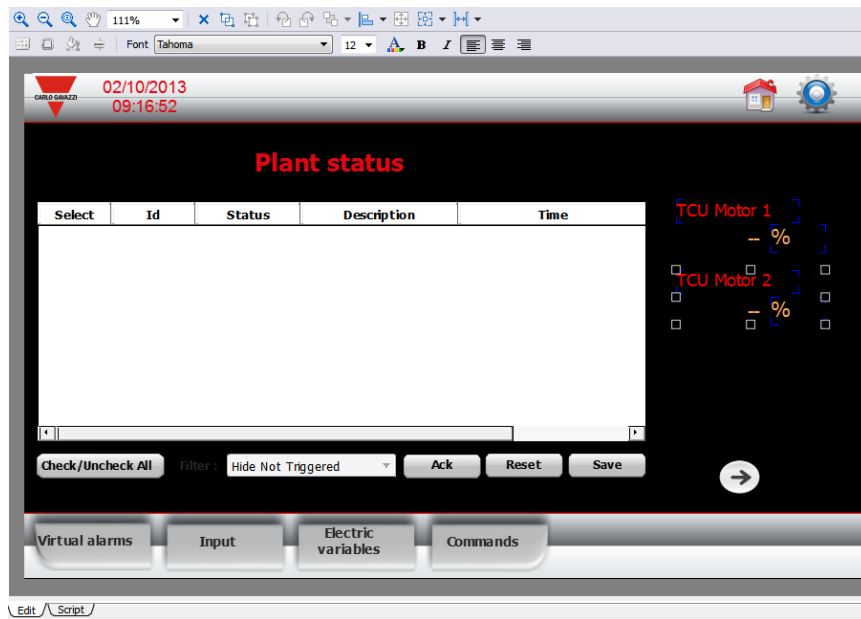 111%
Font Tahoma 12 A B I
CARLO GAVAZZI
02/10/2013
09:16:52
Plant status
Select Id Status Description Time
TCU Motor 1
-- %
TCU Motor 2
-- %
Check/Uncheck All Filter : Hide Not Triggered Ack Reset Save
Virtual alarms Input Electric variables Commands
Edit Script